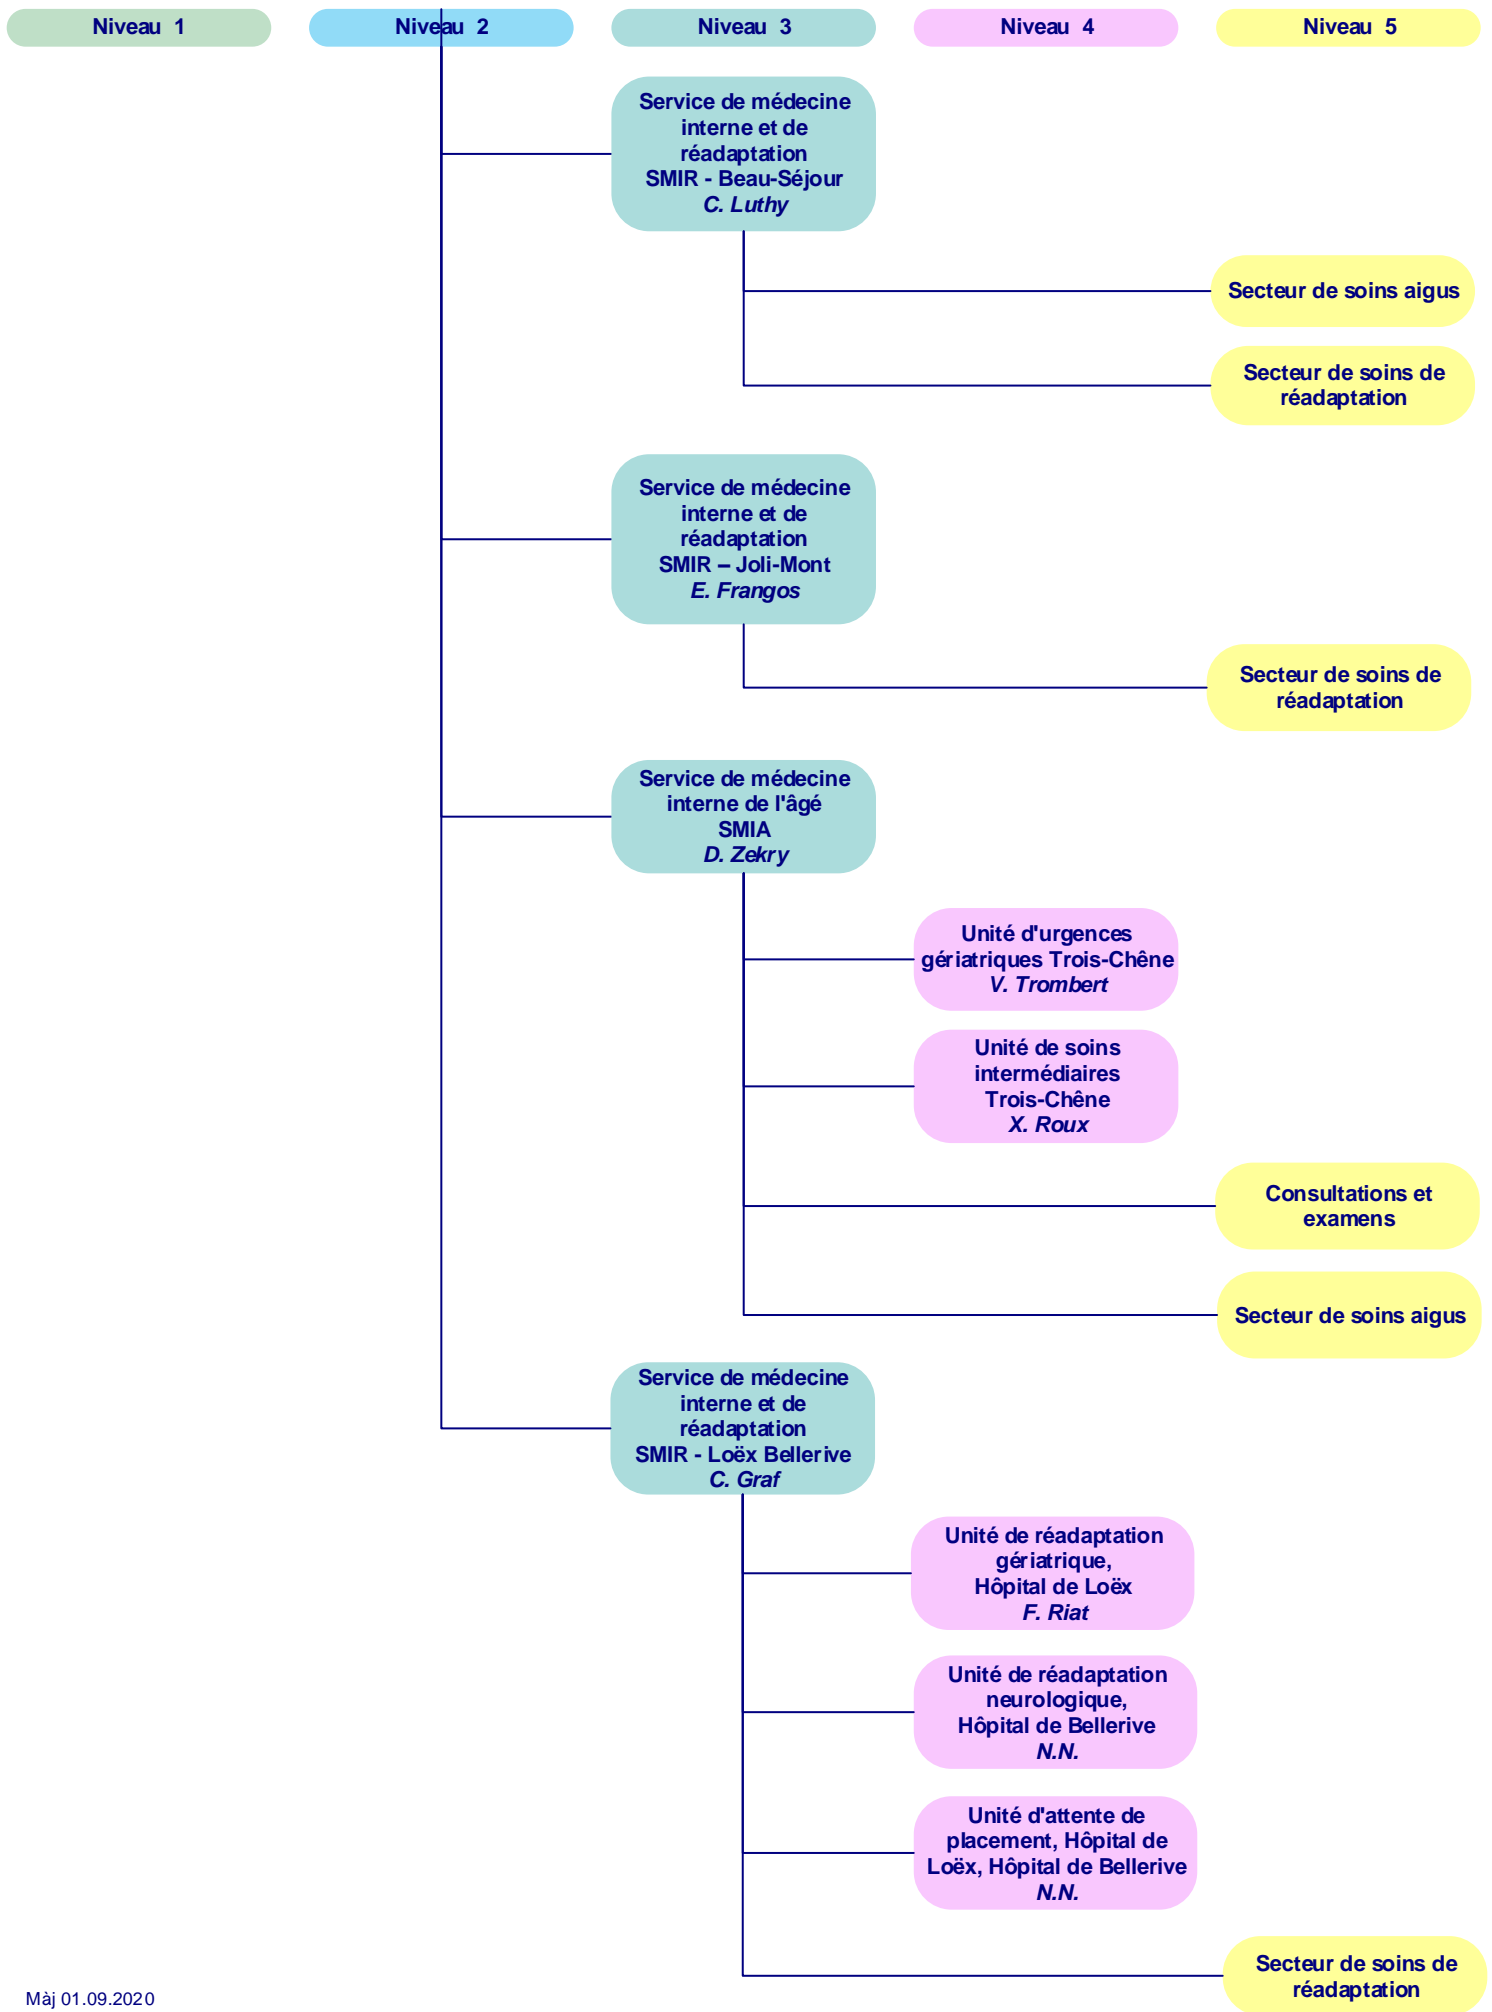 Niveau 1
Niveau 2
Niveau 3
Niveau 4
Niveau 5
Service de médecine
interne et de
réadaptation
SMIR - Beau-Séjour
C. Luthy
Secteur de soins aigus
Secteur de soins de
réadaptation
Service de médecine
interne et de
réadaptation
SMIR – Joli-Mont
E. Frangos
Secteur de soins de
réadaptation
Service de médecine
interne de l'âgé
SMIA
D. Zekry
Unité d'urgences
gériatriques Trois-Chêne
V. Trombert
Unité de soins
intermédiaires
Trois-Chêne
X. Roux
Consultations et
examens
Secteur de soins aigus
Service de médecine
interne et de
réadaptation
SMIR - Loëx Bellerive
C. Graf
Unité de réadaptation
gériatrique,
Hôpital de Loëx
F. Riat
Unité de réadaptation
neurologique,
Hôpital de Bellerive
N.N.
Unité d'attente de
placement, Hôpital de
Loëx, Hôpital de Bellerive
N.N.
Secteur de soins de
réadaptation
Màj 01.09.2020